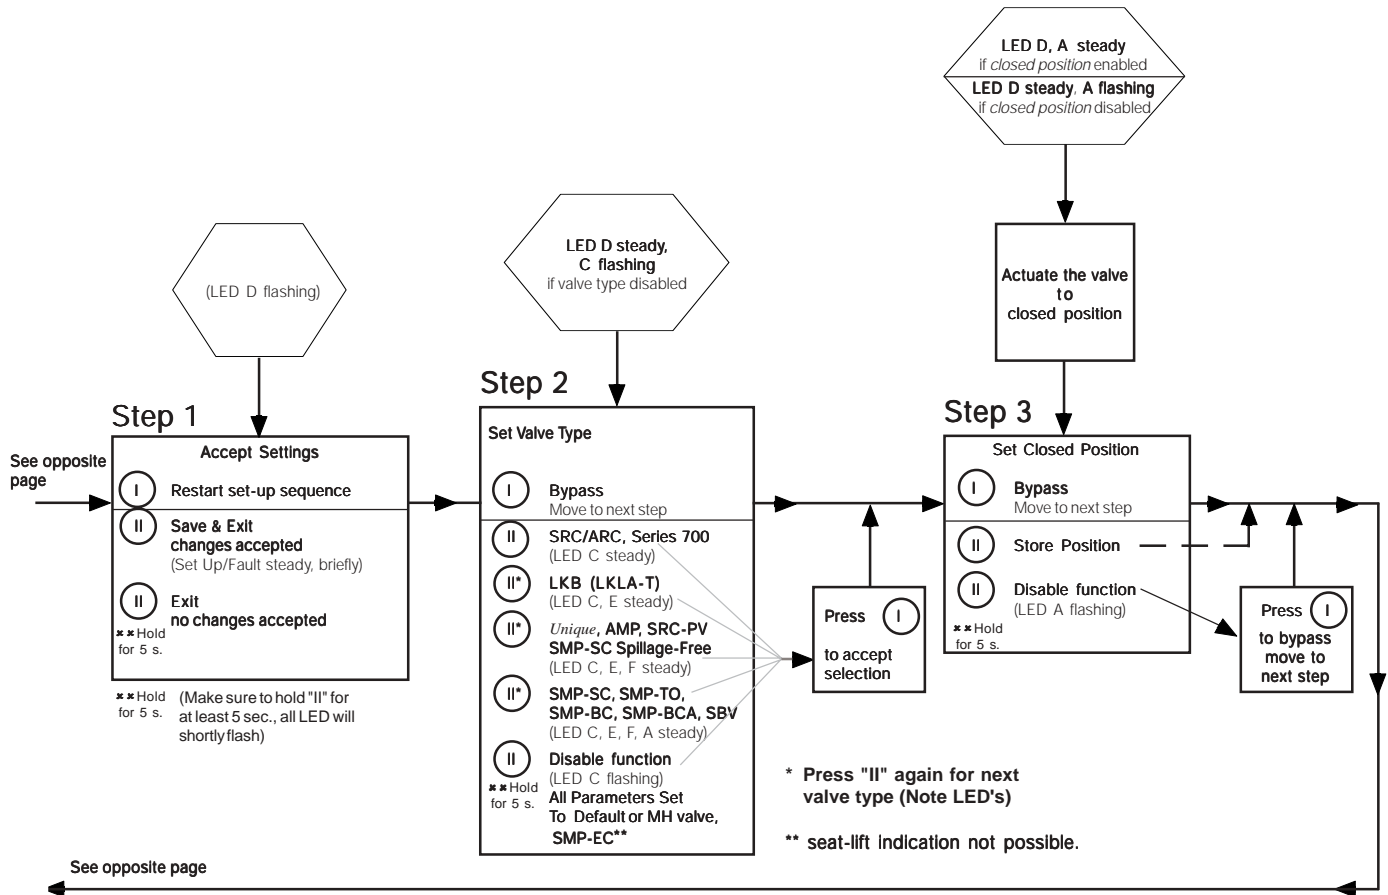 LED D, A steady
if closed position enabled
LED D steady, A flashing
if closed position disabled
Actuate the valve
to
closed position
(LED D flashing)
LED D steady,
C flashing
if valve type disabled
See opposite
page
Step 1
Accept Settings
I Restart set-up sequence
II Save & Exit
changes accepted
(Set Up/Fault steady, briefly)
II Exit
no changes accepted
**Hold
for 5 s.
**Hold
for 5 s.
(Make sure to hold "II" for
at least 5 sec., all LED will
shortly flash)
Step 2
Set Valve Type
I Bypass
Move to next step
II SRC/ARC, Series 700
(LED C steady)
II* LKB (LKLA-T)
(LED C, E steady)
II* Unique, AMP, SRC-PV
SMP-SC Spillage-Free
(LED C, E, F steady)
II* SMP-SC, SMP-TO,
SMP-BC, SMP-BCA, SBV
(LED C, E, F, A steady)
II Disable function
(LED C flashing)
**Hold
for 5 s.
All Parameters Set
To Default or MH valve,
SMP-EC**
Press I
to accept
selection
Step 3
Set Closed Position
I Bypass
Move to next step
II Store Position
II Disable function
(LED A flashing)
**Hold
for 5 s.
Press I
to bypass
move to
next step
* Press "II" again for next
valve type (Note LED's)
** seat-lift indication not possible.
See opposite page